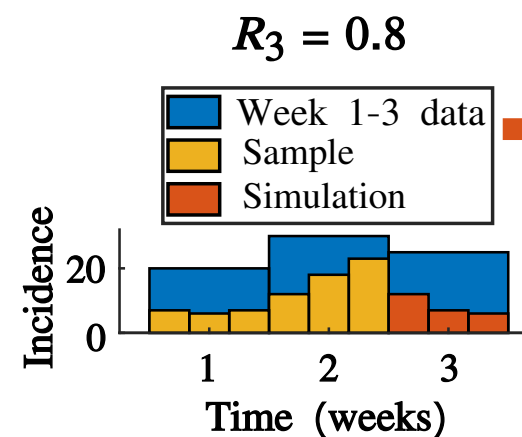 R3 = 0.8
Week 1-3 data
Sample
Simulation
Incidence
20
0
1 2 3
Time (weeks)